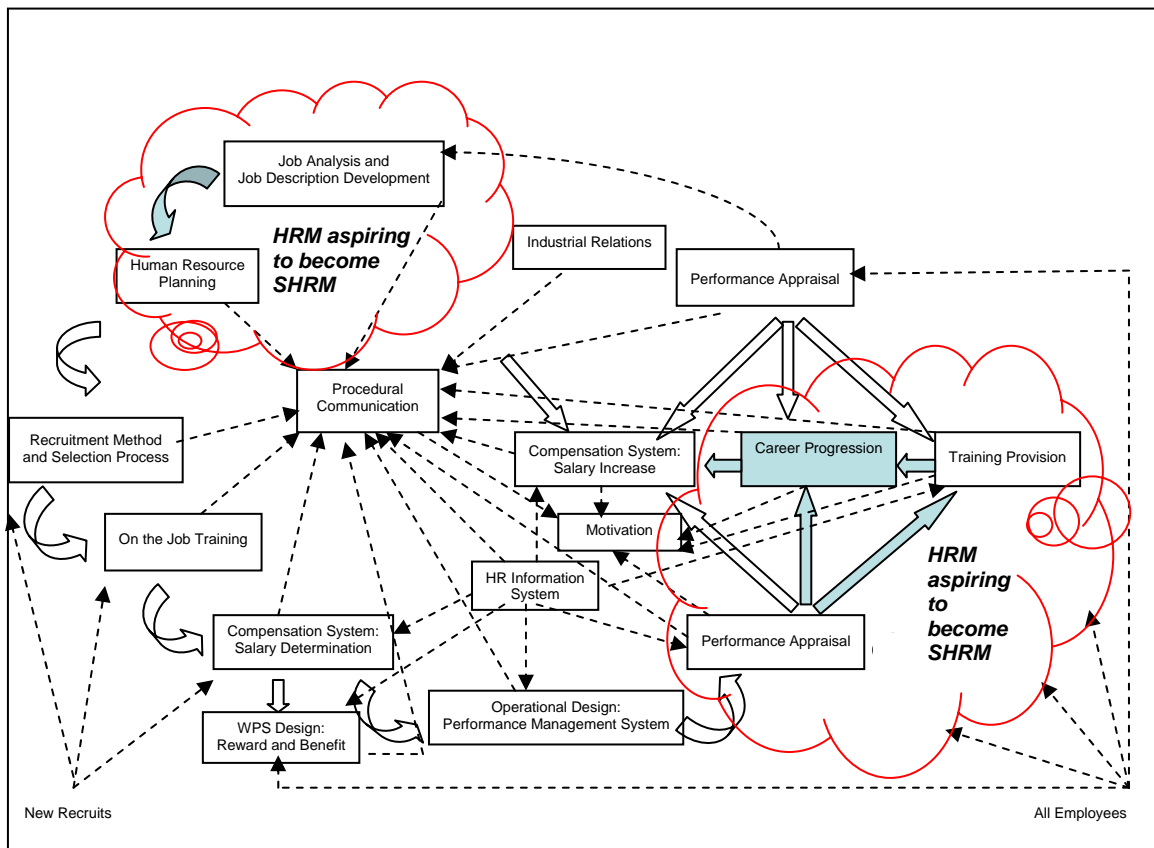 Job Analysis and
Job Description Development
HRM aspiring
to become
SHRM
Industrial Relations
Human Resource
Planning
Performance Appraisal
Procedural
Communication
Recruitment Method
and Selection Process
Compensation System:
Salary Increase
Career Progression
Training Provision
On the Job Training
Motivation
HR Information
System
HRM
aspiring
to
become
SHRM
Compensation System:
Salary Determination
Performance Appraisal
Operational Design:
Performance Management System
WPS Design:
Reward and Benefit
New Recruits
All Employees